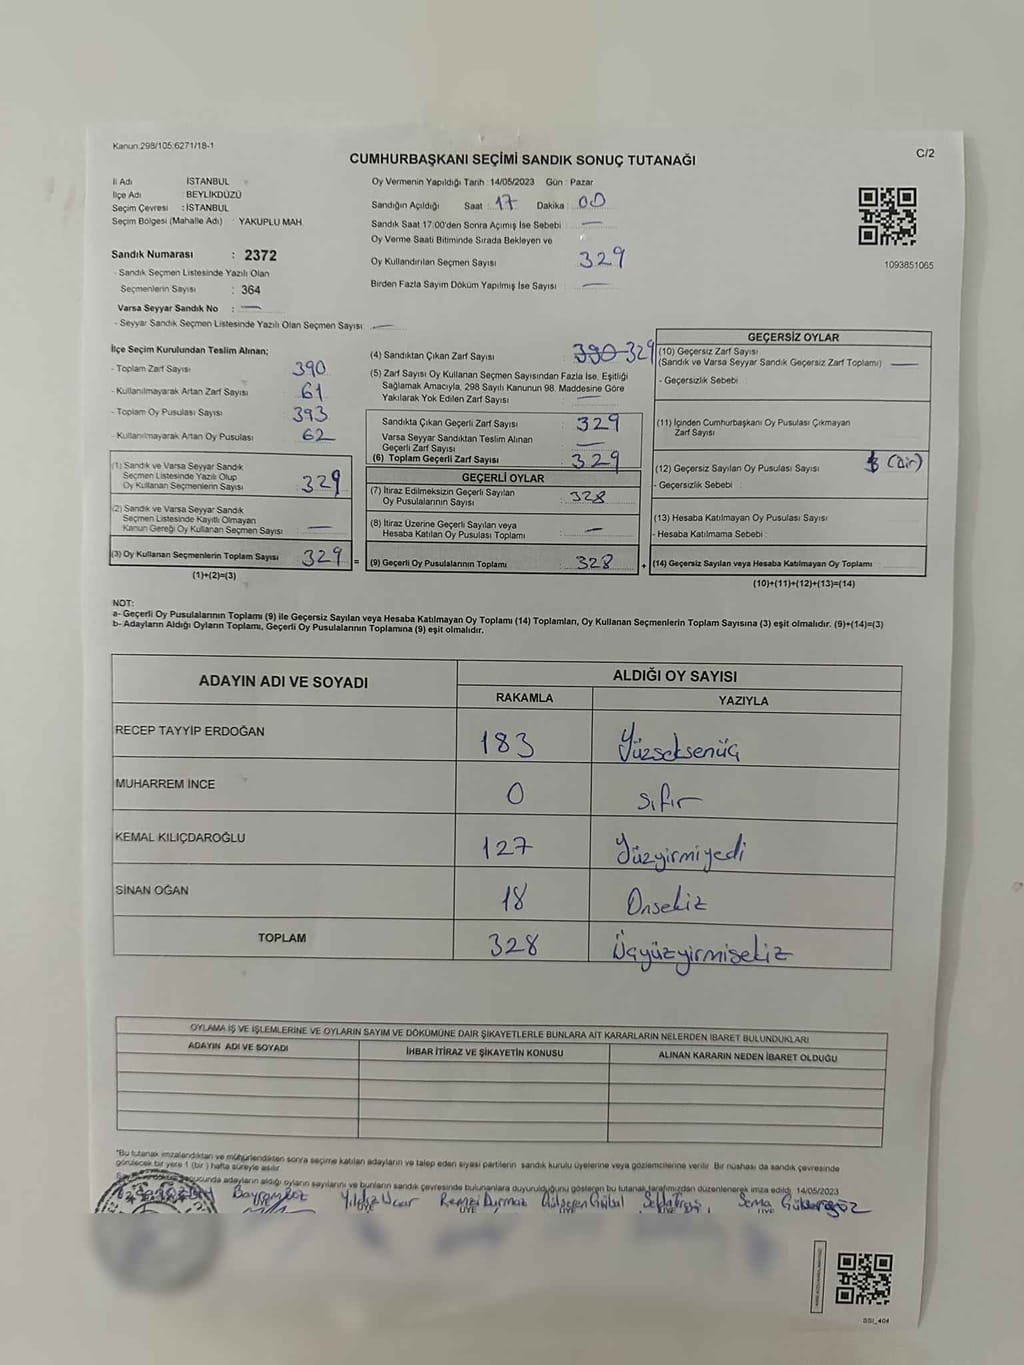 Kanun:298/105;6271/18-1
C/2
CUMHURBAŞKANI SEÇİMİ SANDIK SONUÇ TUTANAĞI
İl Adı İSTANBUL
İlçe Adı BEYLİKDÜZÜ
Seçim Çevresi : İSTANBUL
Seçim Bölgesi (Mahalle Adı) : YAKUPLU MAH.
Sandık Numarası : 2372
- Sandık Seçmen Listesinde Yazılı Olan
Seçmenlerin Sayısı : 364
Varsa Seyyar Sandık No : —
- Seyyar Sandık Seçmen Listesinde Yazılı Olan Seçmen Sayısı: —
Oy Vermenin Yapıldığı Tarih : 14/05/2023 Gün : Pazar
Sandığın Açıldığı Saat : 17 Dakika : 00
Sandık Saat 17:00'den Sonra Açımış İse Sebebi —
Oy Verme Saati Bitiminde Sırada Bekleyen ve
Oy Kullandırılan Seçmen Sayısı 329
Birden Fazla Sayım Döküm Yapılmış İse Sayısı —
1093851065
İlçe Seçim Kurulundan Teslim Alınan;
- Toplam Zarf Sayısı 390
- Kullanılmayarak Artan Zarf Sayısı 61
- Toplam Oy Pusulası Sayısı 393
- Kullanılmayarak Artan Oy Pusulası 62
(1) Sandık ve Varsa Seyyar Sandık
Seçmen Listesinde Yazılı Olup
Oy Kullanan Seçmenlerin Sayısı : 329
(2) Sandık ve Varsa Seyyar Sandık
Seçmen Listesinde Kayıtlı Olmayan
Kanun Gereği Oy Kullanan Seçmen Sayısı : —
(3) Oy Kullanan Seçmenlerin Toplam Sayısı : 329 =
(1)+(2)=(3)
(4) Sandıktan Çıkan Zarf Sayısı : 390 329
(5) Zarf Sayısı Oy Kullanan Seçmen Sayısından Fazla İse, Eşitliği
Sağlamak Amacıyla, 298 Sayılı Kanunun 98. Maddesine Göre
Yakılarak Yok Edilen Zarf Sayısı : —
Sandıkta Çıkan Geçerli Zarf Sayısı : 329
Varsa Seyyar Sandıktan Teslim Alınan
Geçerli Zarf Sayısı : —
(6) Toplam Geçerli Zarf Sayısı : 329
GEÇERLİ OYLAR
(7) İtiraz Edilmeksizin Geçerli Sayılan
Oy Pusulalarının Sayısı : 328
(8) İtiraz Üzerine Geçerli Sayılan veya
Hesaba Katılan Oy Pusulası Toplamı : —
(9) Geçerli Oy Pusulalarının Toplamı : 328 +
GEÇERSİZ OYLAR
(10) Geçersiz Zarf Sayısı
(Sandık ve Varsa Seyyar Sandık Geçersiz Zarf Toplamı) —
- Geçersizlik Sebebi :
(11) İçinden Cumhurbaşkanı Oy Pusulası Çıkmayan
Zarf Sayısı
(12) Geçersiz Sayılan Oy Pusulası Sayısı : (bir)
- Geçersizlik Sebebi :
(13) Hesaba Katılmayan Oy Pusulası Sayısı
- Hesaba Katılmama Sebebi :
(14) Geçersiz Sayılan veya Hesaba Katılmayan Oy Toplamı :
(10)+(11)+(12)+(13)=(14)
NOT:
a- Geçerli Oy Pusulalarının Toplamı (9) ile Geçersiz Sayılan veya Hesaba Katılmayan Oy Toplamı (14) Toplamları, Oy Kullanan Seçmenlerin Toplam Sayısına (3) eşit olmalıdır. (9)+(14)=(3)
b- Adayların Aldığı Oyların Toplamı, Geçerli Oy Pusulalarının Toplamına (9) eşit olmalıdır.
ADAYIN ADI VE SOYADI ALDIĞI OY SAYISI
RAKAMLA YAZIYLA
RECEP TAYYİP ERDOĞAN 183 Yüzseksenüç
MUHARREM İNCE 0 sıfır
KEMAL KILIÇDAROĞLU 127 Yüzyirmiyedi
SİNAN OĞAN 18 Onsekiz
TOPLAM 328 Üçyüzyirmisekiz
OYLAMA İŞ VE İŞLEMLERİNE VE OYLARIN SAYIM VE DÖKÜMÜNE DAİR ŞİKAYETLERLE BUNLARA AİT KARARLARIN NELERDEN İBARET BULUNDUKLARI
ADAYIN ADI VE SOYADI İHBAR İTİRAZ VE ŞİKAYETİN KONUSU ALINAN KARARIN NEDEN İBARET OLDUĞU
*Bu tutanak imzalandıktan ve mühürlendikten sonra seçime katılan adayların ve talep eden siyasi partilerin sandık kurulu üyelerine veya gözlemcilerine verilir. Bir nüshası da sandık çevresinde
görülecek bir yere 1 (bir) hafta süreyle asılır.
sonucunda adayların aldığı oyların sayılarını ve bunların sandık çevresinde bulunanlara duyurulduğunu gösteren bu tutanak tarafımızdan düzenlenerek imza edildi. 14/05/2023
Yıldız Ucar Remzi Durmaz Gülseren Gülbul Sema
ÜYE ÜYE ÜYE